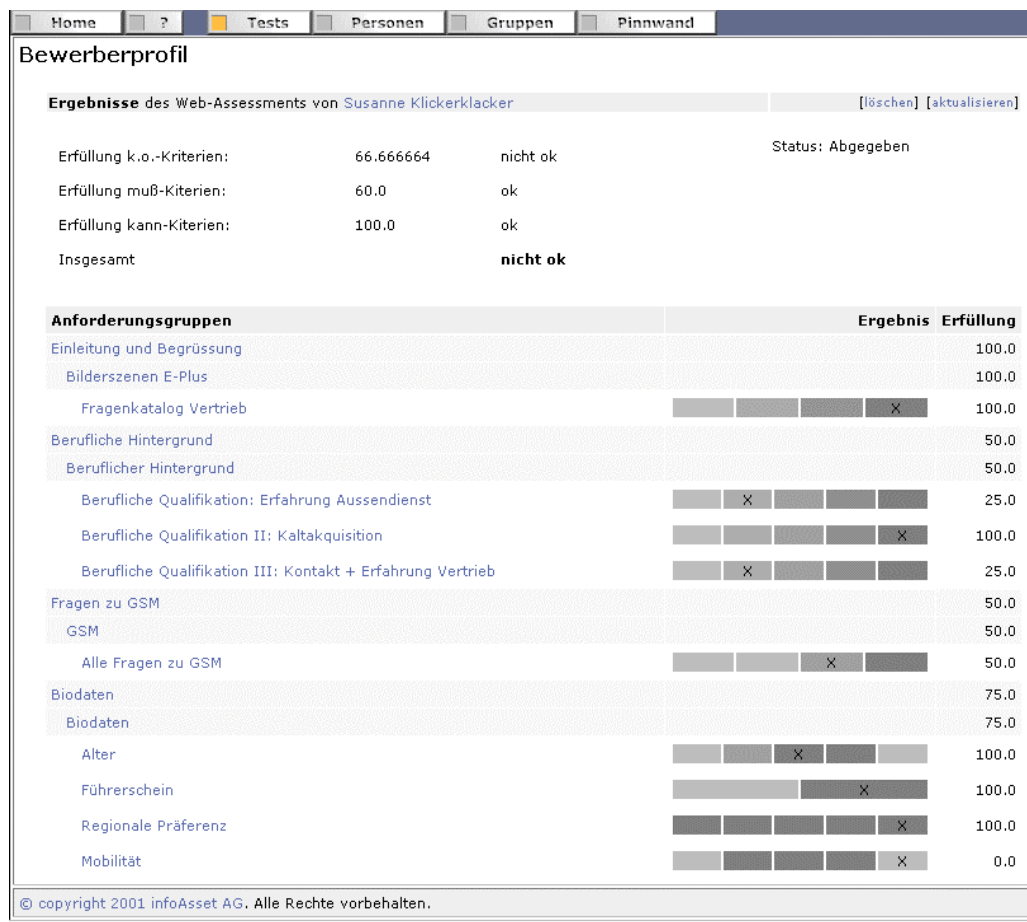 Home ? Tests Personen Gruppen Pinnwand
Bewerberprofil
Ergebnisse des Web-Assessments von Susanne Klickerklacker [löschen] [aktualisieren]
Erfüllung k.o.-Kriterien: 66.666664 nicht ok Status: Abgegeben
Erfüllung muß-Kiterien: 60.0 ok
Erfüllung kann-Kiterien: 100.0 ok
Insgesamt nicht ok
Anforderungsgruppen Ergebnis Erfüllung
Einleitung und Begrüssung 100.0
Bilderszenen E-Plus 100.0
Fragenkatalog Vertrieb X 100.0
Berufliche Hintergrund 50.0
Beruflicher Hintergrund 50.0
Berufliche Qualifikation: Erfahrung Aussendienst X 25.0
Berufliche Qualifikation II: Kaltakquisition X 100.0
Berufliche Qualifikation III: Kontakt + Erfahrung Vertrieb X 25.0
Fragen zu GSM 50.0
GSM 50.0
Alle Fragen zu GSM X 50.0
Biodaten 75.0
Biodaten 75.0
Alter X 100.0
Führerschein X 100.0
Regionale Präferenz X 100.0
Mobilität X 0.0
© copyright 2001 infoAsset AG. Alle Rechte vorbehalten.